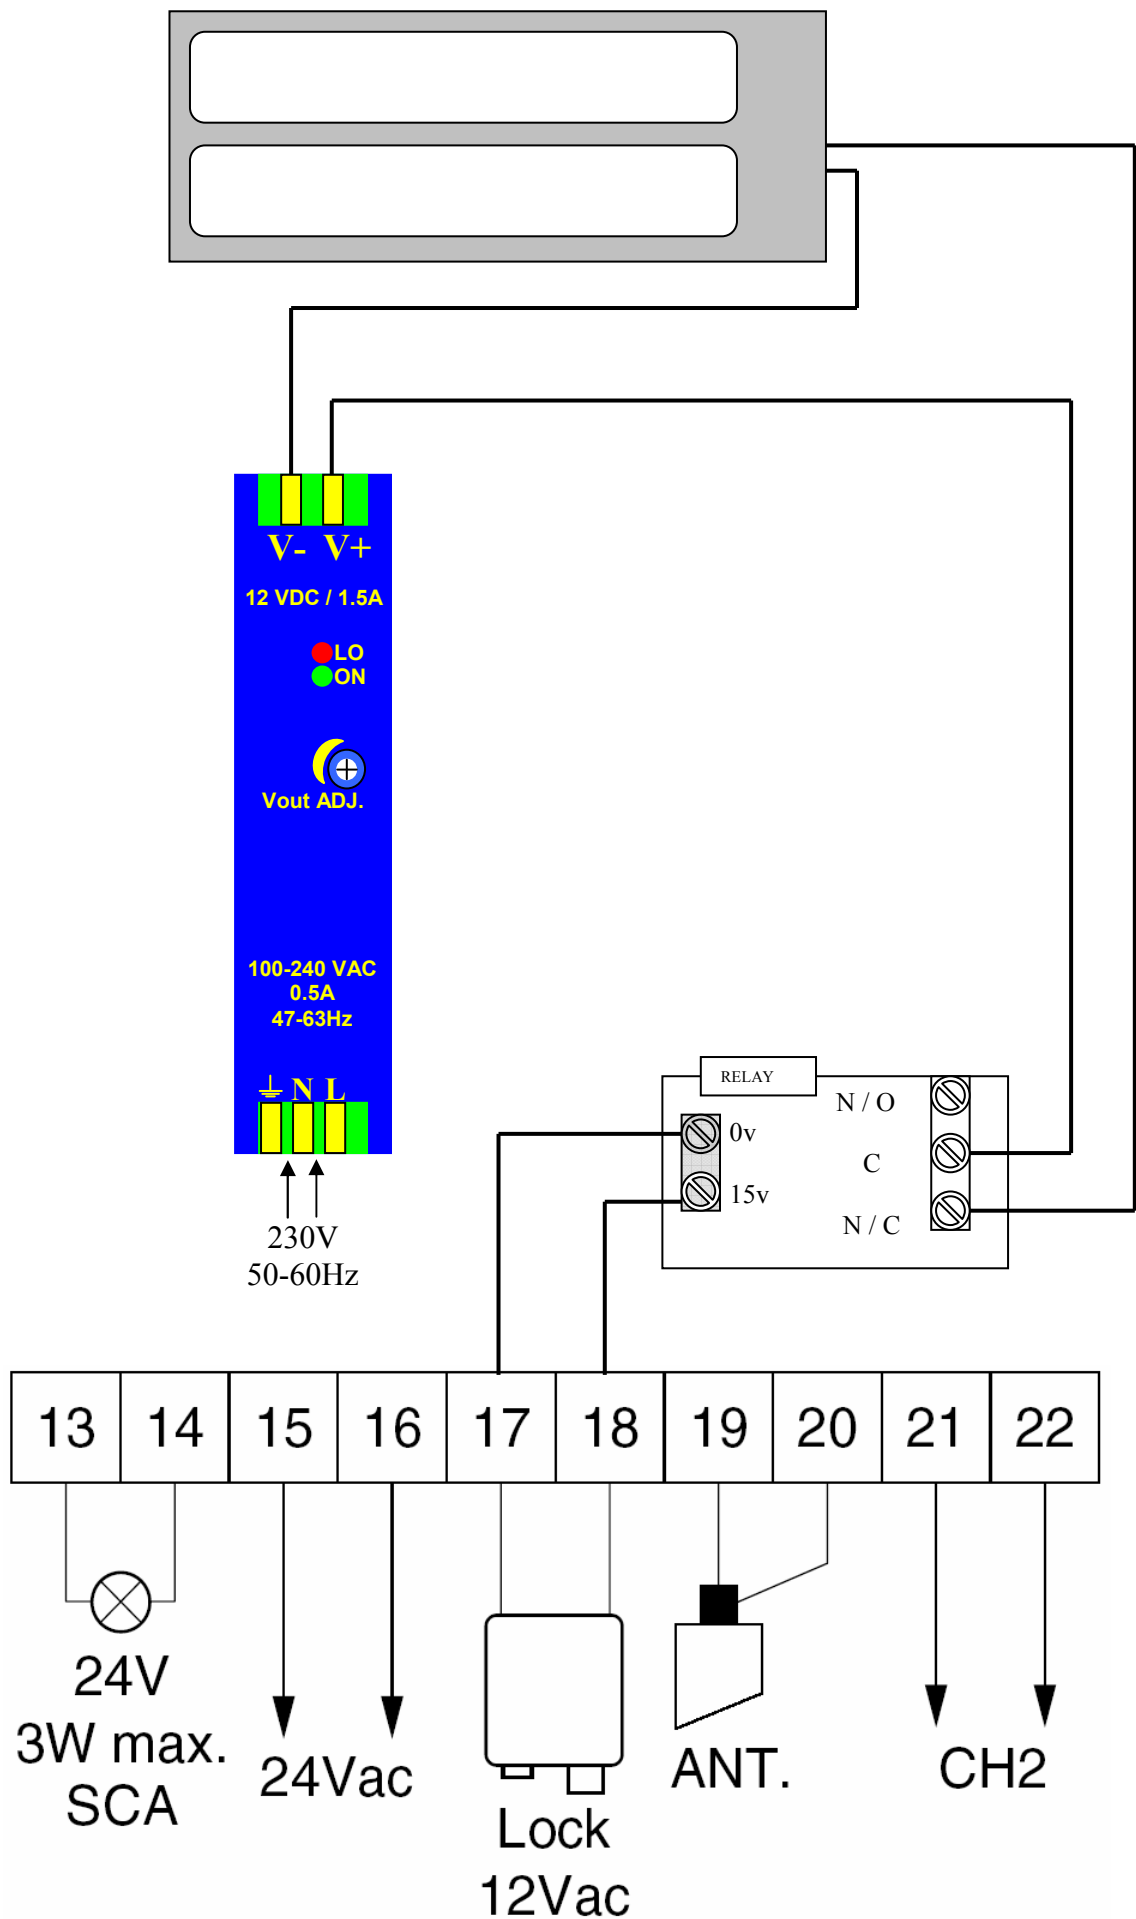 V- V+
12 VDC / 1.5A
LO
ON
Vout ADJ.
100-240 VAC
0.5A
47-63Hz
N L
230V
50-60Hz
RELAY
N / O
0v
C
15v
N / C
13 14 15 16 17 18 19 20 21 22
24V
3W max.
SCA
24Vac
Lock
12Vac
ANT.
CH2